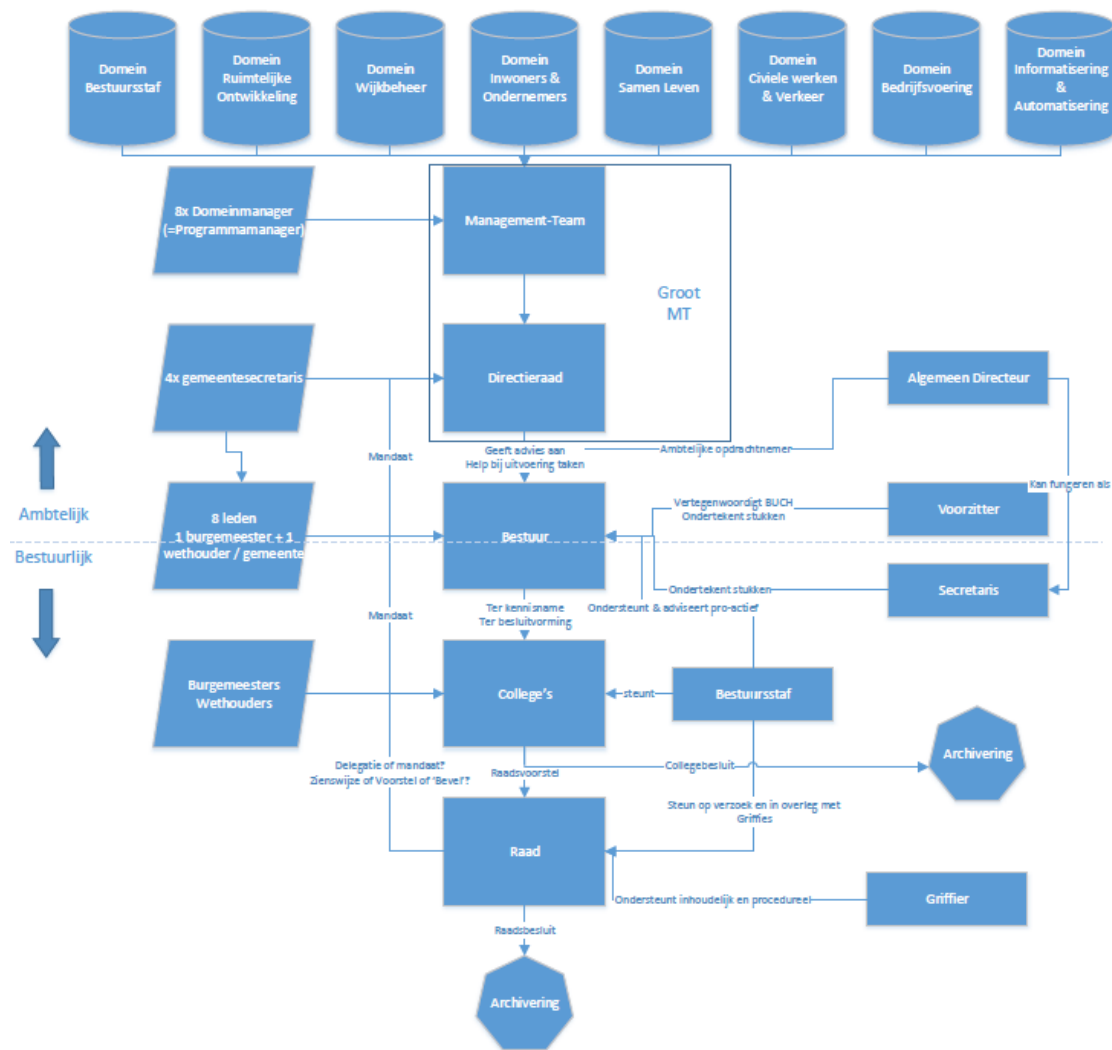 Domein
Bestuursstaf
Domein
Ruimtelijke
Ontwikkeling
Domein
Wijkbeheer
Domein
Inwoners &
Ondernemers
Domein
Samen Leven
Domein
Civiele werken
& Verkeer
Domein
Bedrijfsvoering
Domein
Informatisering
&
Automatisering
8x Domeinmanager
(=Programmamanager)
Management-Team
Groot
MT
4x gemeentesecretaris
Directieraad
Algemeen Directeur
Mandaat
Geeft advies aan
Help bij uitvoering taken
Ambtelijke opdrachtnemer
Kan fungeren als
Ambtelijk
Bestuurlijk
8 leden
1 burgemeester + 1
wethouder / gemeente
Bestuur
Vertegenwoordigt BUCH
Ondertekent stukken
Voorzitter
Ondertekent stukken
Secretaris
Ondersteunt & adviseert pro-actief
Mandaat
Ter kennisname
Ter besluitvorming
Burgemeesters
Wethouders
College's
steunt
Bestuursstaf
Archivering
Delegatie of mandaat?
Zienswijze of Voorstel of 'Bevel'?
Raadsvoorstel
Collegebesluit
Steun op verzoek en in overleg met
Griffies
Raad
Ondersteunt inhoudelijk en procedureel
Griffier
Raadsbesluit
Archivering